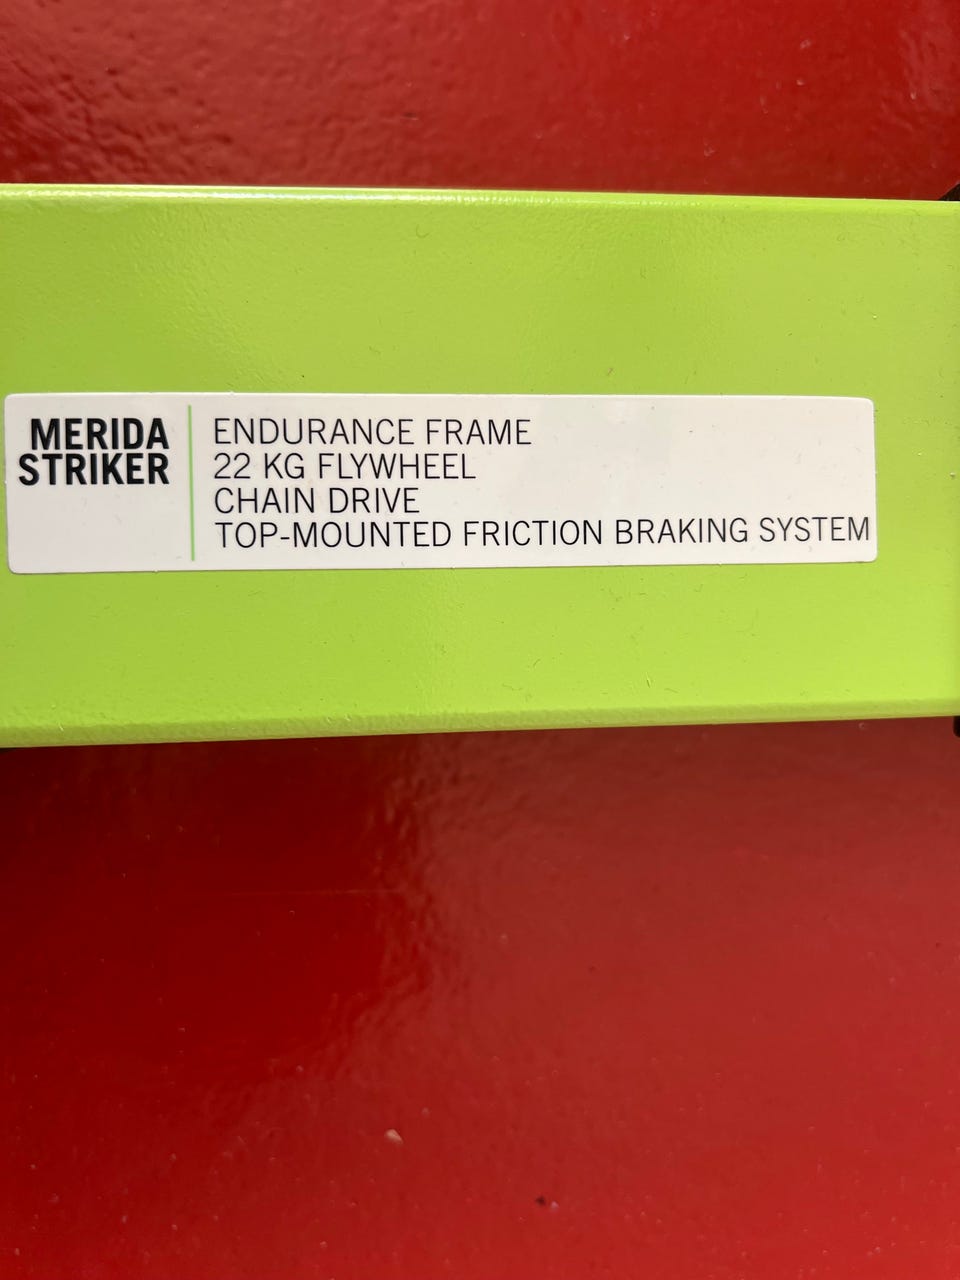 MERIDA
STRIKER
ENDURANCE FRAME
22 KG FLYWHEEL
CHAIN DRIVE
TOP-MOUNTED FRICTION BRAKING SYSTEM